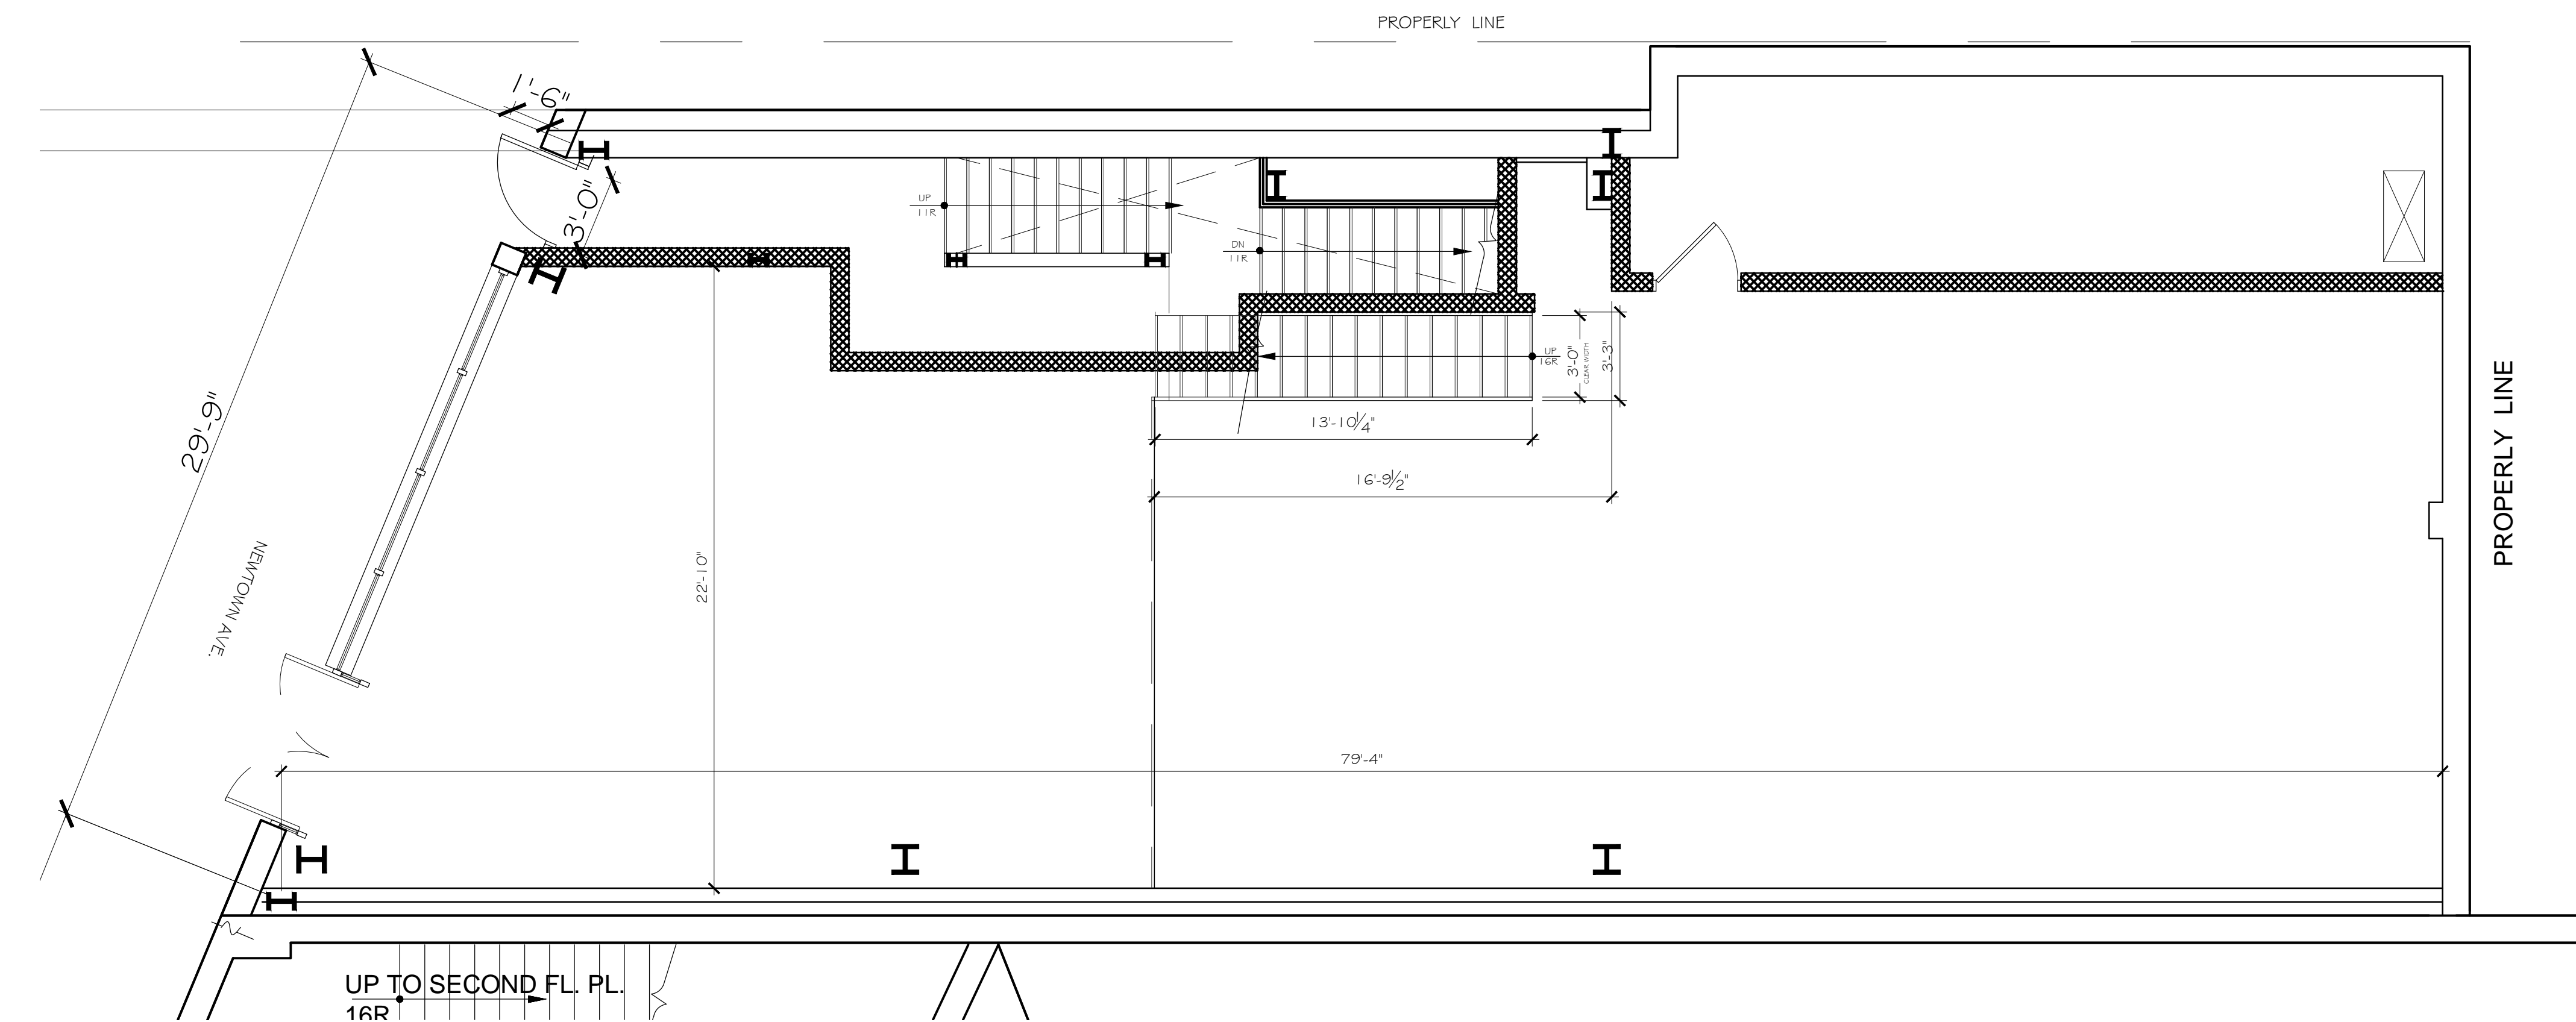 PROPERLY LINE
1'-6"
3'-0"
UP
11R
DN
11R
UP
16R
3'-0"
CLEAR WIDTH
3'-3"
13'-10 1/4"
16'-9 1/2"
29'-9"
NEWTOWN AVE.
22'-10"
79'-4"
PROPERLY LINE
UP TO SECOND FL. PL.
16R